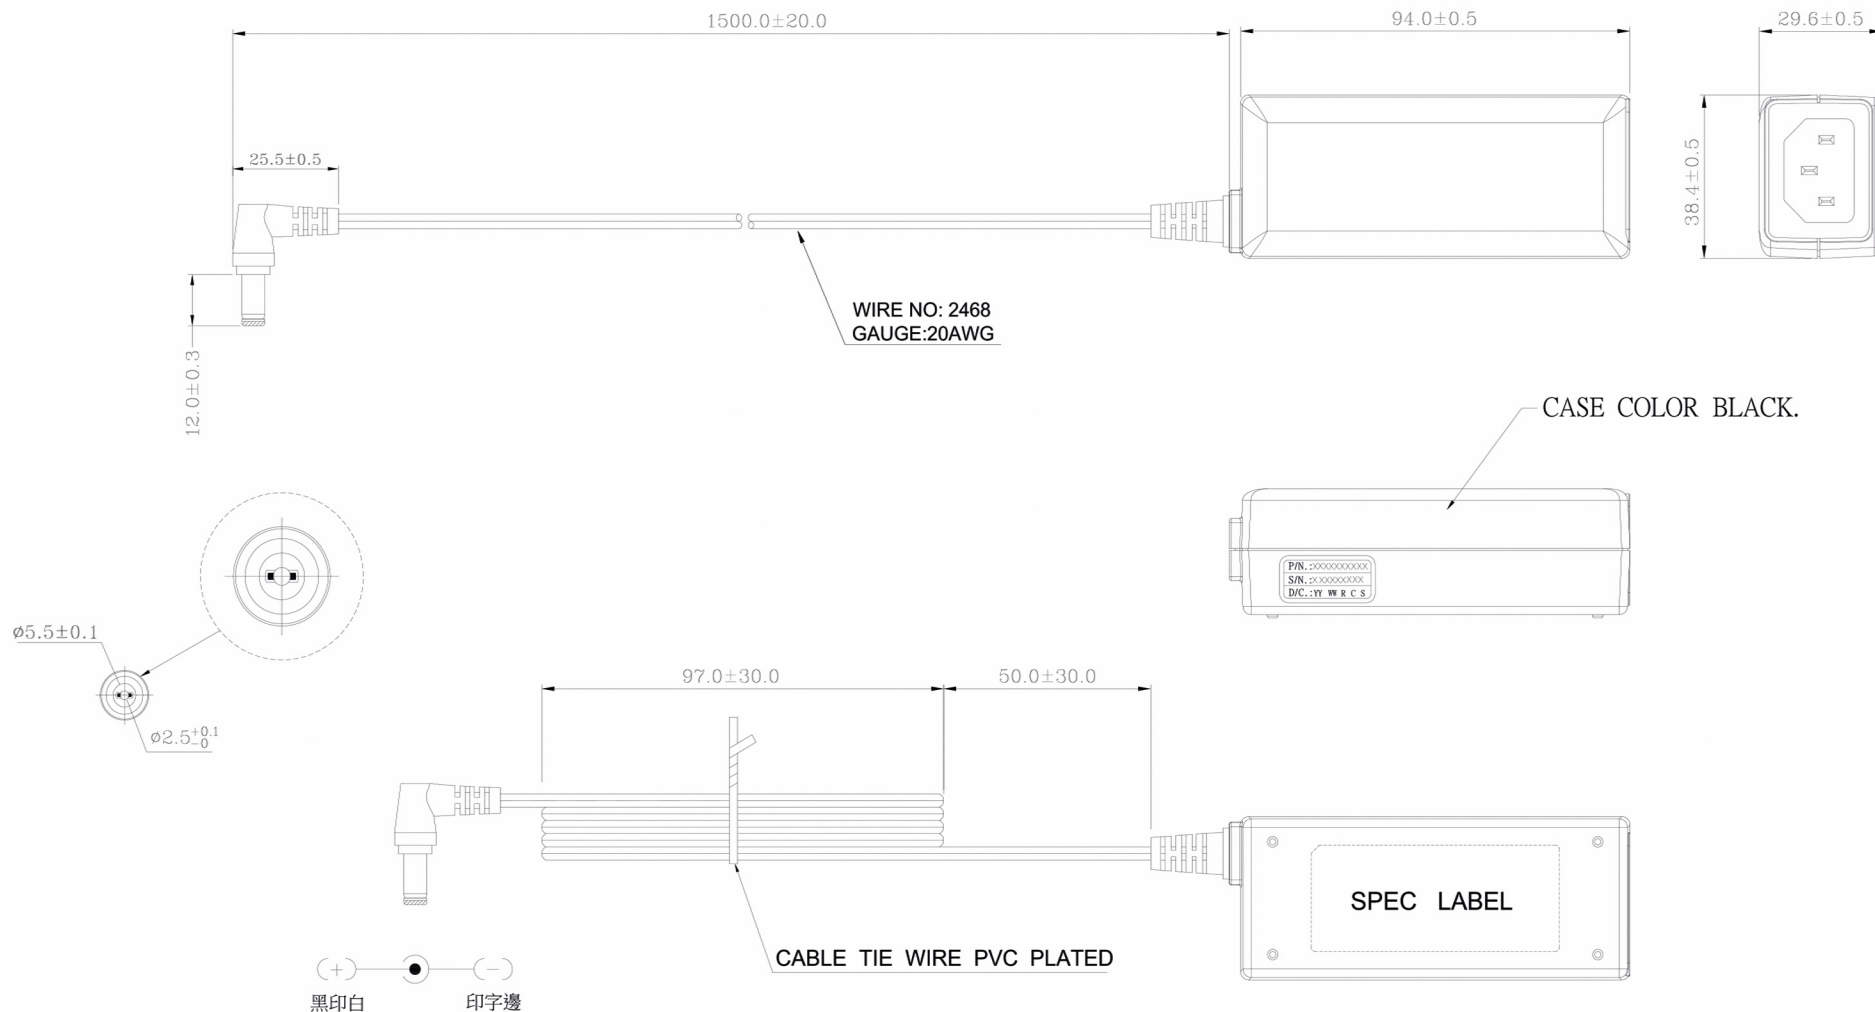 1500.0±20.0
94.0±0.5
29.6±0.5
25.5±0.5
38.4±0.5
12.0±0.3
WIRE NO: 2468
GAUGE:20AWG
CASE COLOR BLACK.
P/N.:XXXXXXXXXX
S/N.:XXXXXXXXX
D/C.:YY WW R C S
ø5.5±0.1
ø2.5+0.1-0
97.0±30.0
50.0±30.0
SPEC LABEL
CABLE TIE WIRE PVC PLATED
+ -
黑印白 印字邊